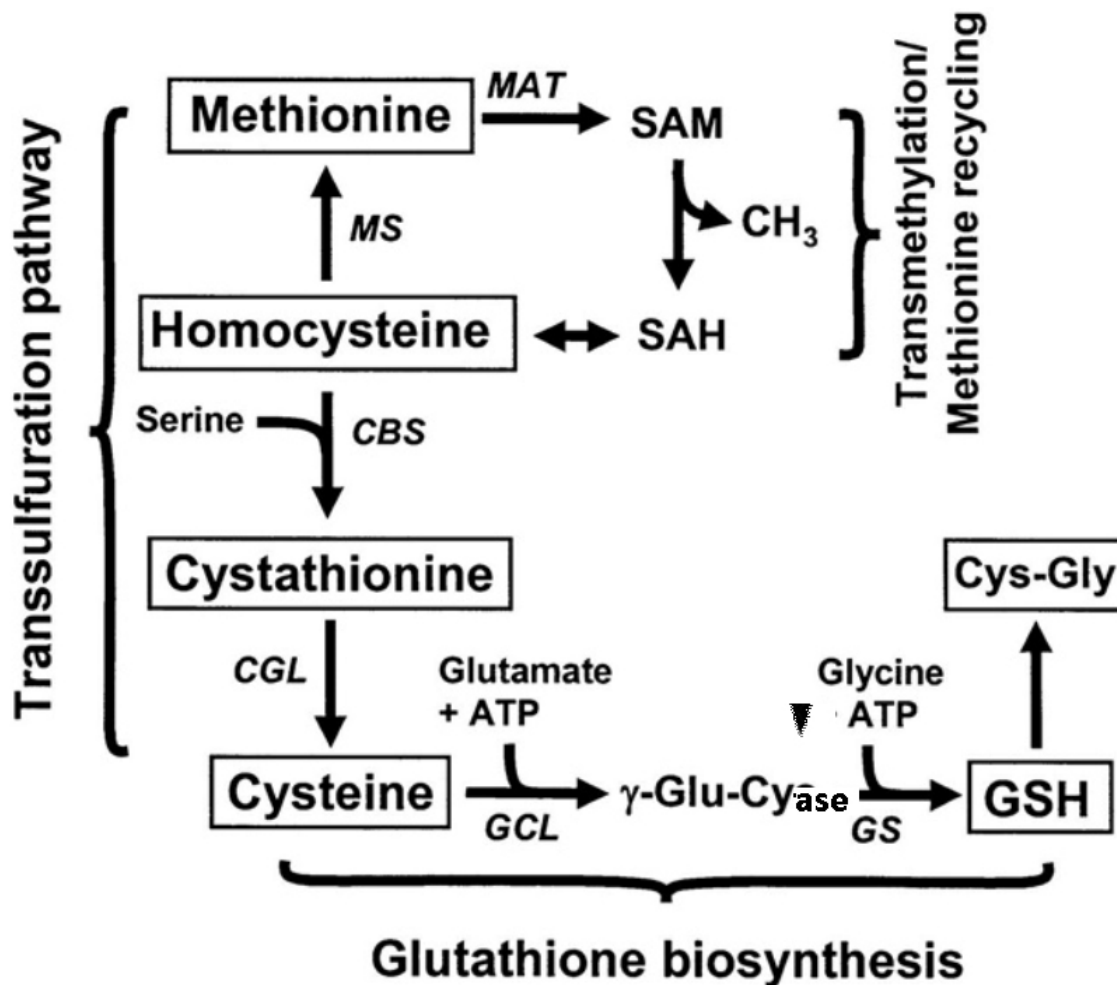 Transsulfuration pathway
Methionine
MAT
SAM
CH₃
MS
Homocysteine
SAH
Transmethylation/
Methionine recycling
Serine
CBS
Cystathionine
CGL
Glutamate
+ ATP
Glycine
ATP
Cys-Gly
Cysteine
GCL
γ-Glu-Cy
ase
GS
GSH
Glutathione biosynthesis